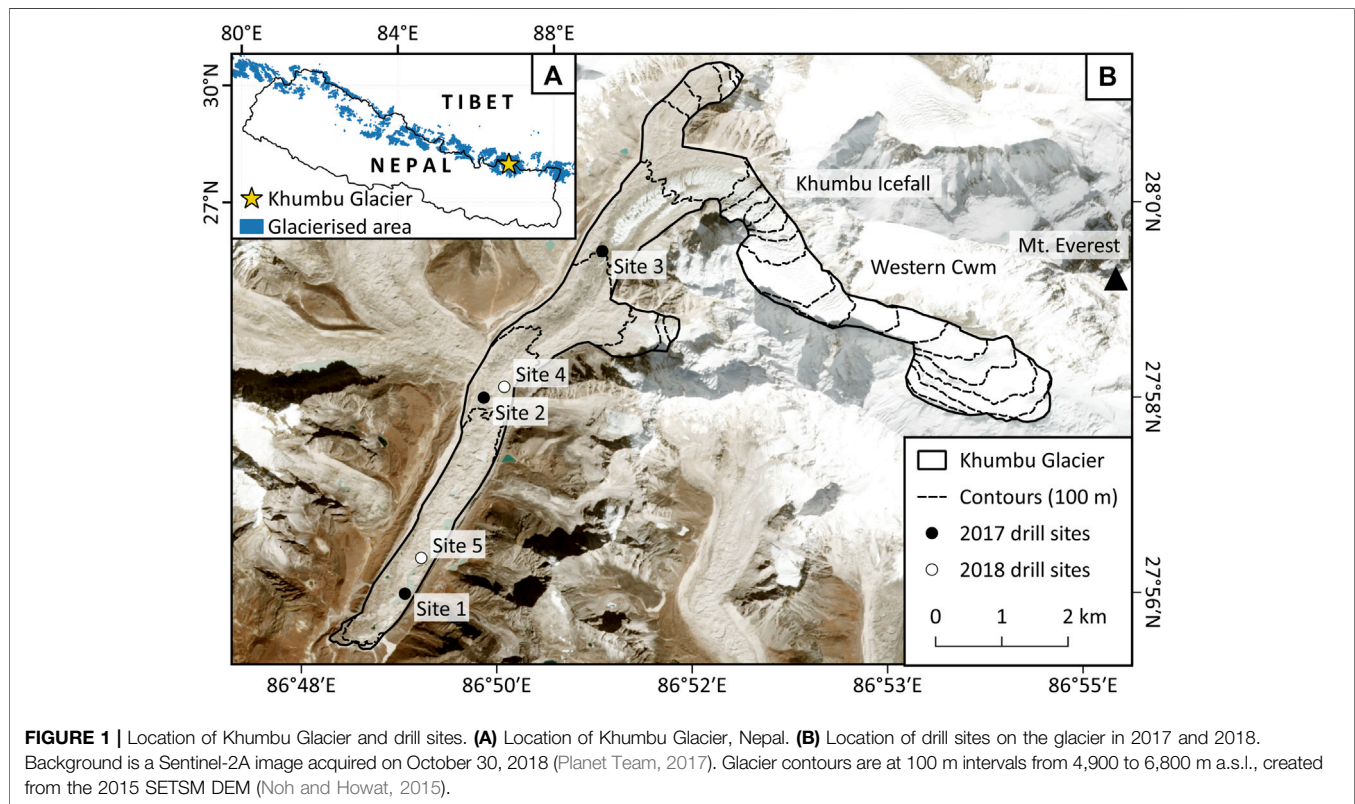 80°E 84°E 88°E
30°N
27°N
A
TIBET
NEPAL
Khumbu Glacier
Glacierised area
B
Khumbu Icefall
Mt. Everest
Western Cwm
Site 3
Site 4
Site 2
Site 5
Site 1
28°0′N
27°58′N
27°56′N
Khumbu Glacier
Contours (100 m)
2017 drill sites
2018 drill sites
0 1 2 km
86°48′E 86°50′E 86°52′E 86°53′E 86°55′E
FIGURE 1 | Location of Khumbu Glacier and drill sites. (A) Location of Khumbu Glacier, Nepal. (B) Location of drill sites on the glacier in 2017 and 2018.
Background is a Sentinel-2A image acquired on October 30, 2018 (Planet Team, 2017). Glacier contours are at 100 m intervals from 4,900 to 6,800 m a.s.l., created
from the 2015 SETSM DEM (Noh and Howat, 2015).